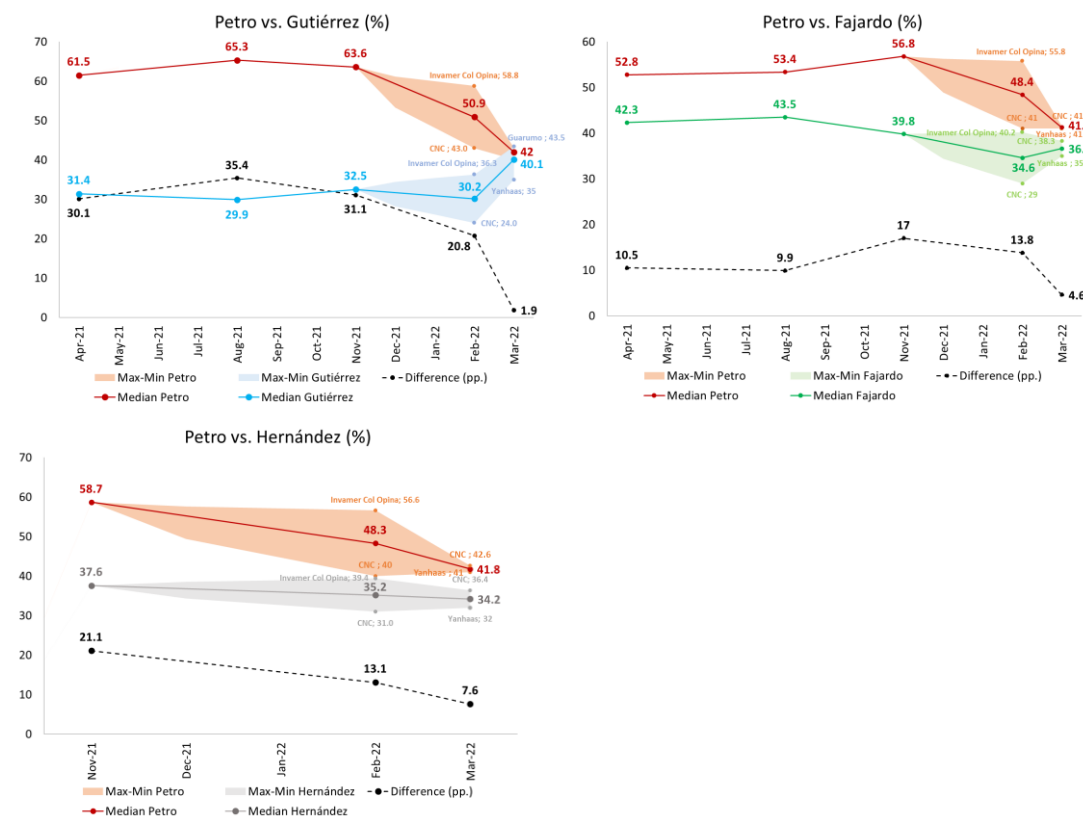 Petro vs. Gutiérrez (%)
70
60
50
40
30
20
10
0
61.5
65.3
63.6
Invamer Col Opina; 58.8
50.9
CNC ; 43.0
Guarumo ; 43.5
42
40.1
Invamer Col Opina; 36.3
Yanhaas; 35
31.4
30.1
35.4
29.9
32.5
31.1
30.2
CNC; 24.0
20.8
1.9
Apr-21
May-21
Jun-21
Jul-21
Aug-21
Sep-21
Oct-21
Nov-21
Dec-21
Jan-22
Feb-22
Mar-22
Max-Min Petro
Max-Min Gutiérrez
Difference (pp.)
Median Petro
Median Gutiérrez
Petro vs. Fajardo (%)
60
50
40
30
20
10
0
52.8
53.4
56.8
Invamer Col Opina; 55.8
48.4
CNC ; 41
CNC ; 41
41.
Invamer Col Opina; 40.2
Yanhaas ; 41
CNC ; 38.3
36.
Yanhaas ; 35
42.3
43.5
39.8
34.6
CNC ; 29
10.5
9.9
17
13.8
4.6
Apr-21
May-21
Jun-21
Jul-21
Aug-21
Sep-21
Oct-21
Nov-21
Dec-21
Jan-22
Feb-22
Mar-22
Max-Min Petro
Max-Min Fajardo
Difference (pp.)
Median Petro
Median Fajardo
Petro vs. Hernández (%)
70
60
50
40
30
20
10
0
58.7
Invamer Col Opina; 56.6
48.3
CNC ; 42.6
41.8
CNC ; 40
Yanhaas ; 41
37.6
Invamer Col Opina; 39.4
CNC; 36.4
35.2
34.2
CNC; 31.0
Yanhaas; 32
21.1
13.1
7.6
Nov-21
Dec-21
Jan-22
Feb-22
Mar-22
Max-Min Petro
Max-Min Hernández
Difference (pp.)
Median Petro
Median Hernández